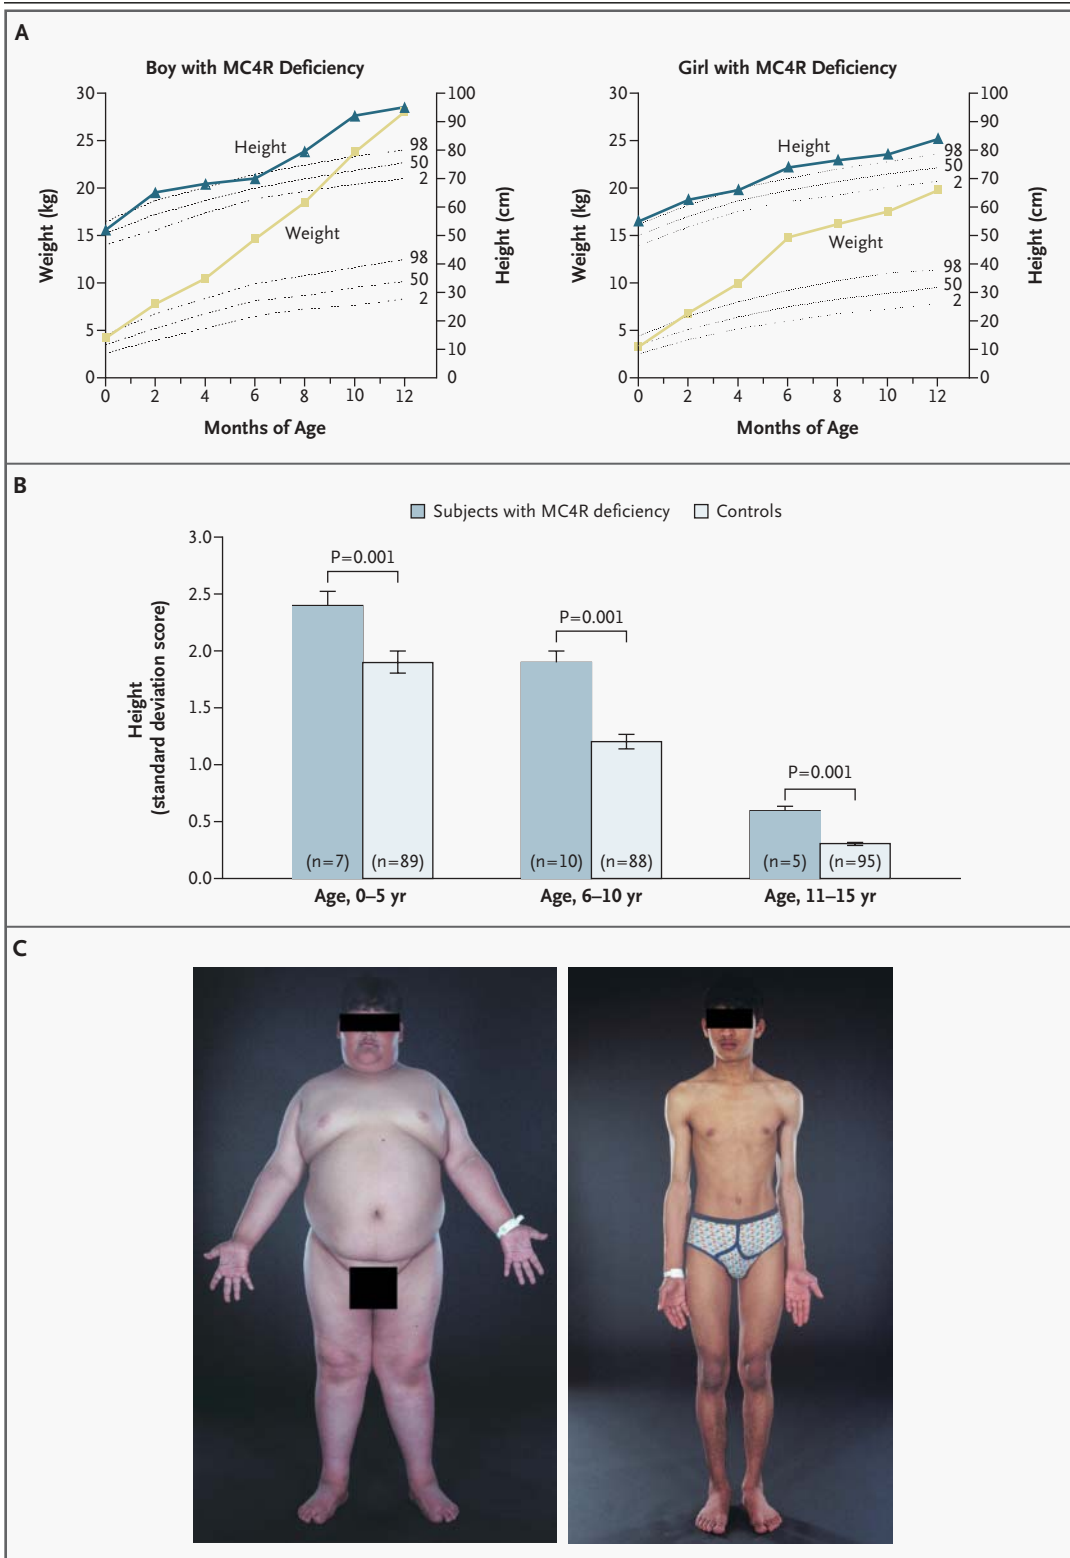 A
Boy with MC4R Deficiency
Girl with MC4R Deficiency
Weight (kg)
30
25
20
15
10
5
0
Height
Weight
98
50
2
98
50
2
100
90
80
70
60
50
40
30
20
10
0
Height (cm)
0 2 4 6 8 10 12
Months of Age
Weight (kg)
30
25
20
15
10
5
0
Height
Weight
98
50
2
98
50
2
100
90
80
70
60
50
40
30
20
10
0
Height (cm)
0 2 4 6 8 10 12
Months of Age
B
Subjects with MC4R deficiency Controls
Height
(standard deviation score)
3.0
2.5
2.0
1.5
1.0
0.5
0.0
P=0.001
P=0.001
P=0.001
(n=7) (n=89) (n=10) (n=88) (n=5) (n=95)
Age, 0–5 yr Age, 6–10 yr Age, 11–15 yr
C